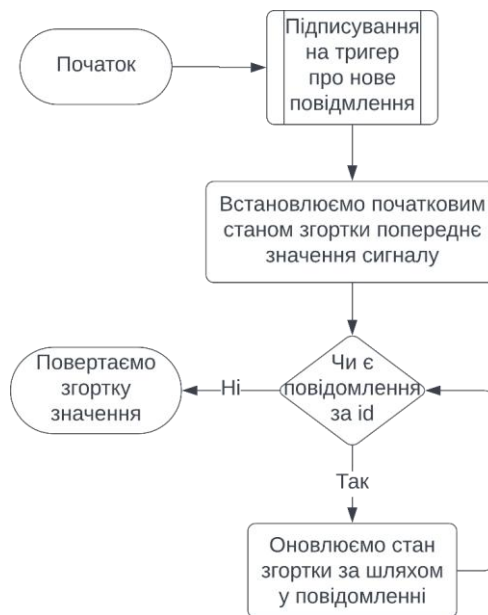 Початок
Підписування
на тригер
про нове
повідмлення
Встановлюємо початковим
станом згортки попереднє
значення сигналу
Чи є
повідомлення
за id
Ні
Повертаємо
згортку
значення
Так
Оновлюємо стан
згортки за шляхом
у повідомленні